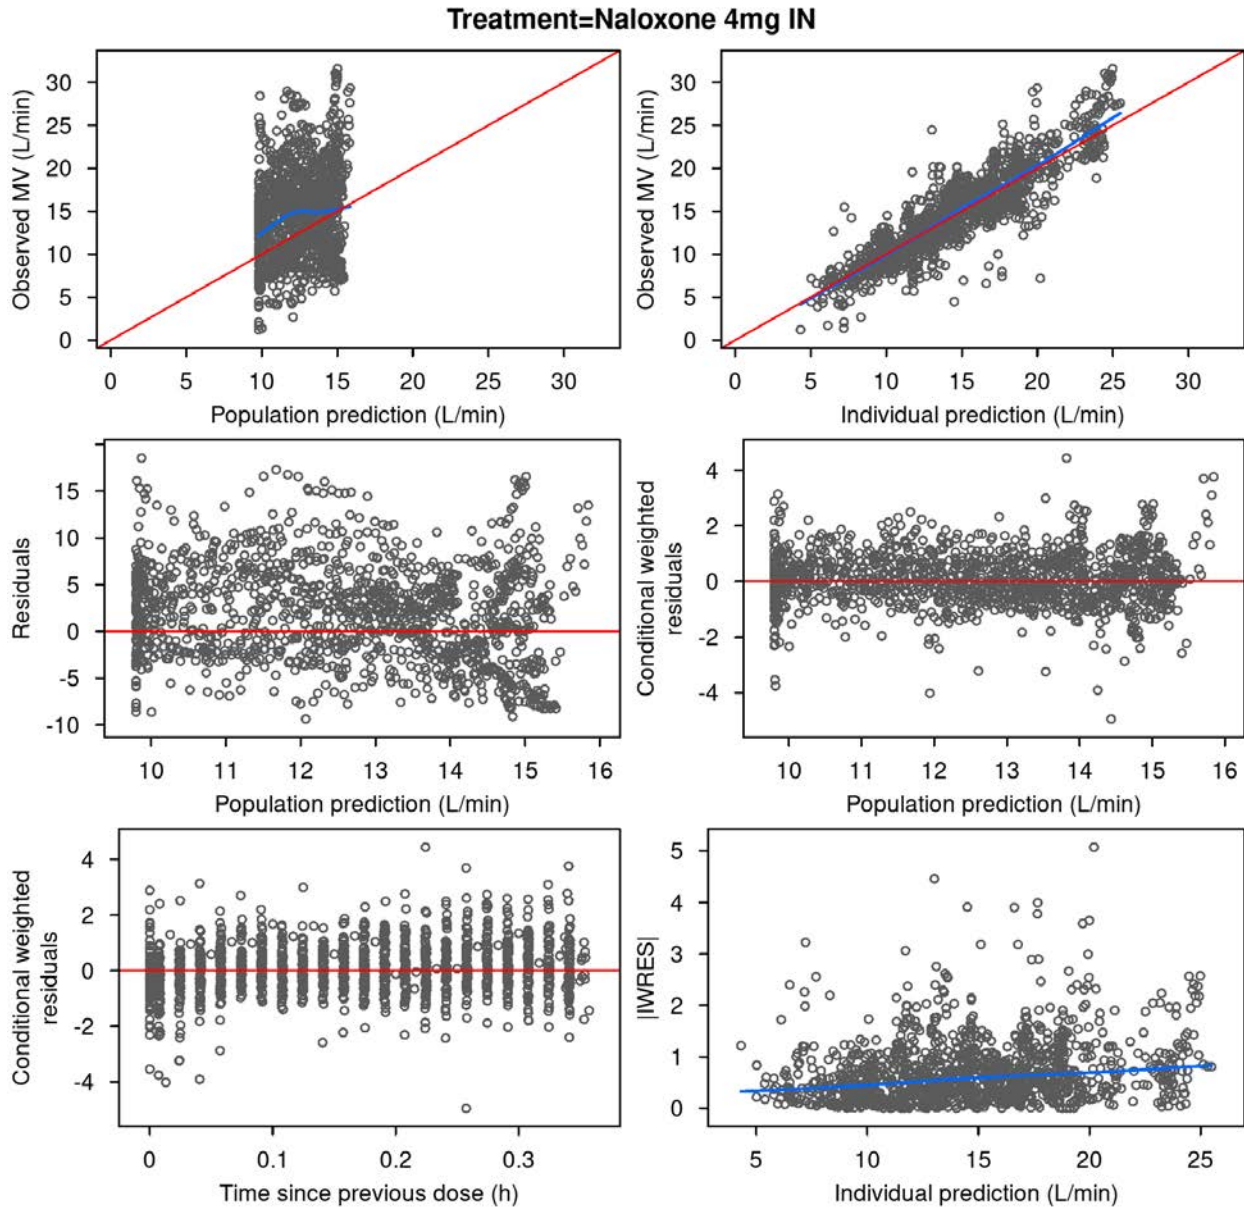 Treatment=Naloxone 4mg IN
Observed MV (L/min)
30
25
20
15
10
5
0
0 5 10 15 20 25 30
Population prediction (L/min)
Observed MV (L/min)
30
25
20
15
10
5
0
0 5 10 15 20 25 30
Individual prediction (L/min)
Residuals
15
10
5
0
-5
-10
10 11 12 13 14 15 16
Population prediction (L/min)
Conditional weighted
residuals
4
2
0
-2
-4
10 11 12 13 14 15 16
Population prediction (L/min)
Conditional weighted
residuals
4
2
0
-2
-4
0 0.1 0.2 0.3
Time since previous dose (h)
|IWRES|
5
4
3
2
1
0
5 10 15 20 25
Individual prediction (L/min)